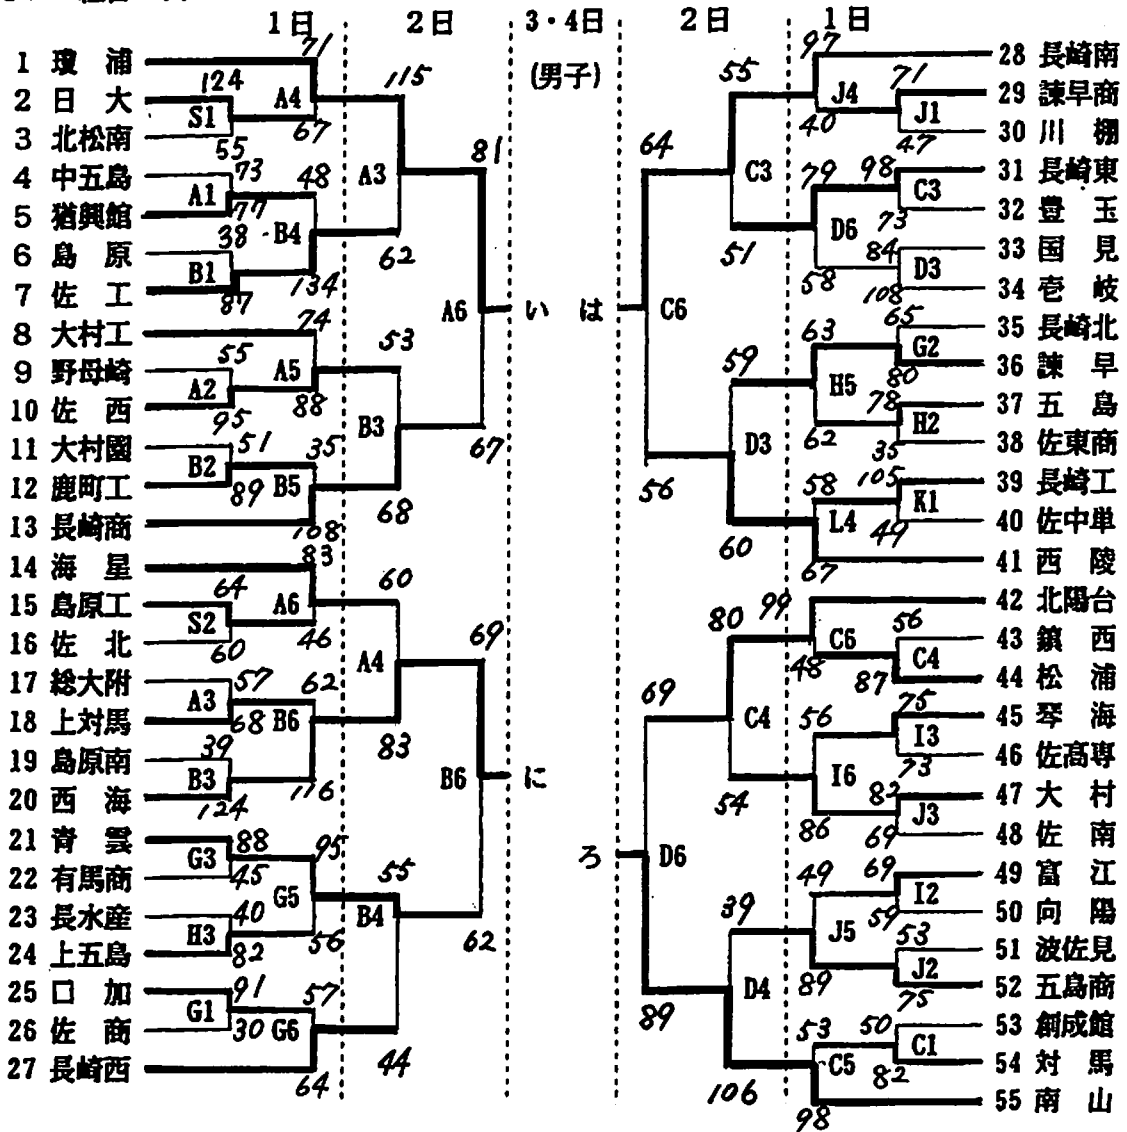 1日 2日 3・4日 2日 1日
(男子)
1 瓊浦
2 日大
3 北松南
4 中五島
5 猶興館
6 島原
7 佐工
8 大村工
9 野母崎
10 佐西
11 大村園
12 鹿町工
13 長崎商
14 海星
15 島原工
16 佐北
17 総大附
18 上対馬
19 島原南
20 西海
21 青雲
22 有馬商
23 長水産
24 上五島
25 口加
26 佐商
27 長崎西
71
124
S1
55
A4
67
73
A1
77
48
38
B1
87
B4
134
115
A3
62
74
55
A2
95
A5
88
51
B2
89
35
B5
108
53
B3
68
81
A6
67
83
64
S2
60
A6
46
57
A3
68
62
39
B3
124
B6
116
60
A4
83
88
G3
45
95
40
H3
82
G5
56
91
G1
30
57
G6
64
55
B4
44
69
B6
62
い は
に
ろ
64
C6
56
55
C3
51
59
D3
60
69
D6
89
80
C4
54
39
D4
106
97
J4
40
71
J1
47
79
98
C3
73
D6
58
84
D3
108
63
65
G2
80
H5
62
78
H2
35
58
105
K1
49
L4
67
99
C6
48
56
C4
87
56
75
I3
73
I6
86
82
J3
69
49
69
I2
59
J5
89
53
J2
75
53
50
C1
82
C5
98
28 長崎南
29 諫早商
30 川棚
31 長崎東
32 豊玉
33 国見
34 壱岐
35 長崎北
36 諫早
37 五島
38 佐東商
39 長崎工
40 佐中単
41 西陵
42 北陽台
43 鎮西
44 松浦
45 琴海
46 佐高専
47 大村
48 佐南
49 富江
50 向陽
51 波佐見
52 五島商
53 創成館
54 対馬
55 南山